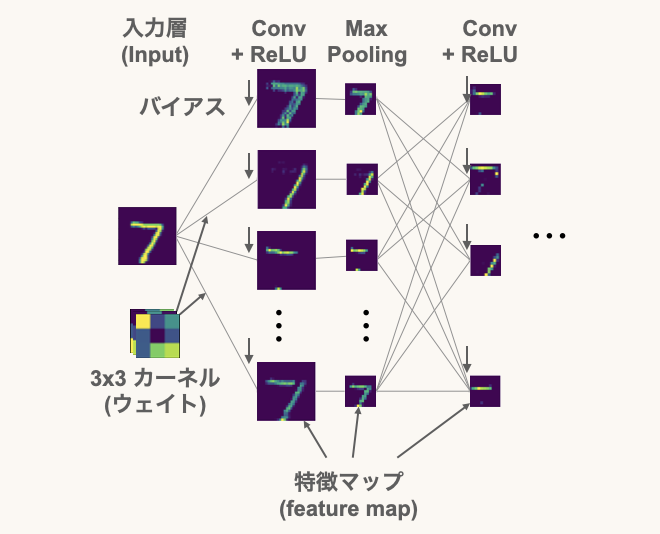 入力層
(Input)
Conv
+ ReLU
Max
Pooling
Conv
+ ReLU
バイアス
...
3x3 カーネル
(ウェイト)
特徴マップ
(feature map)